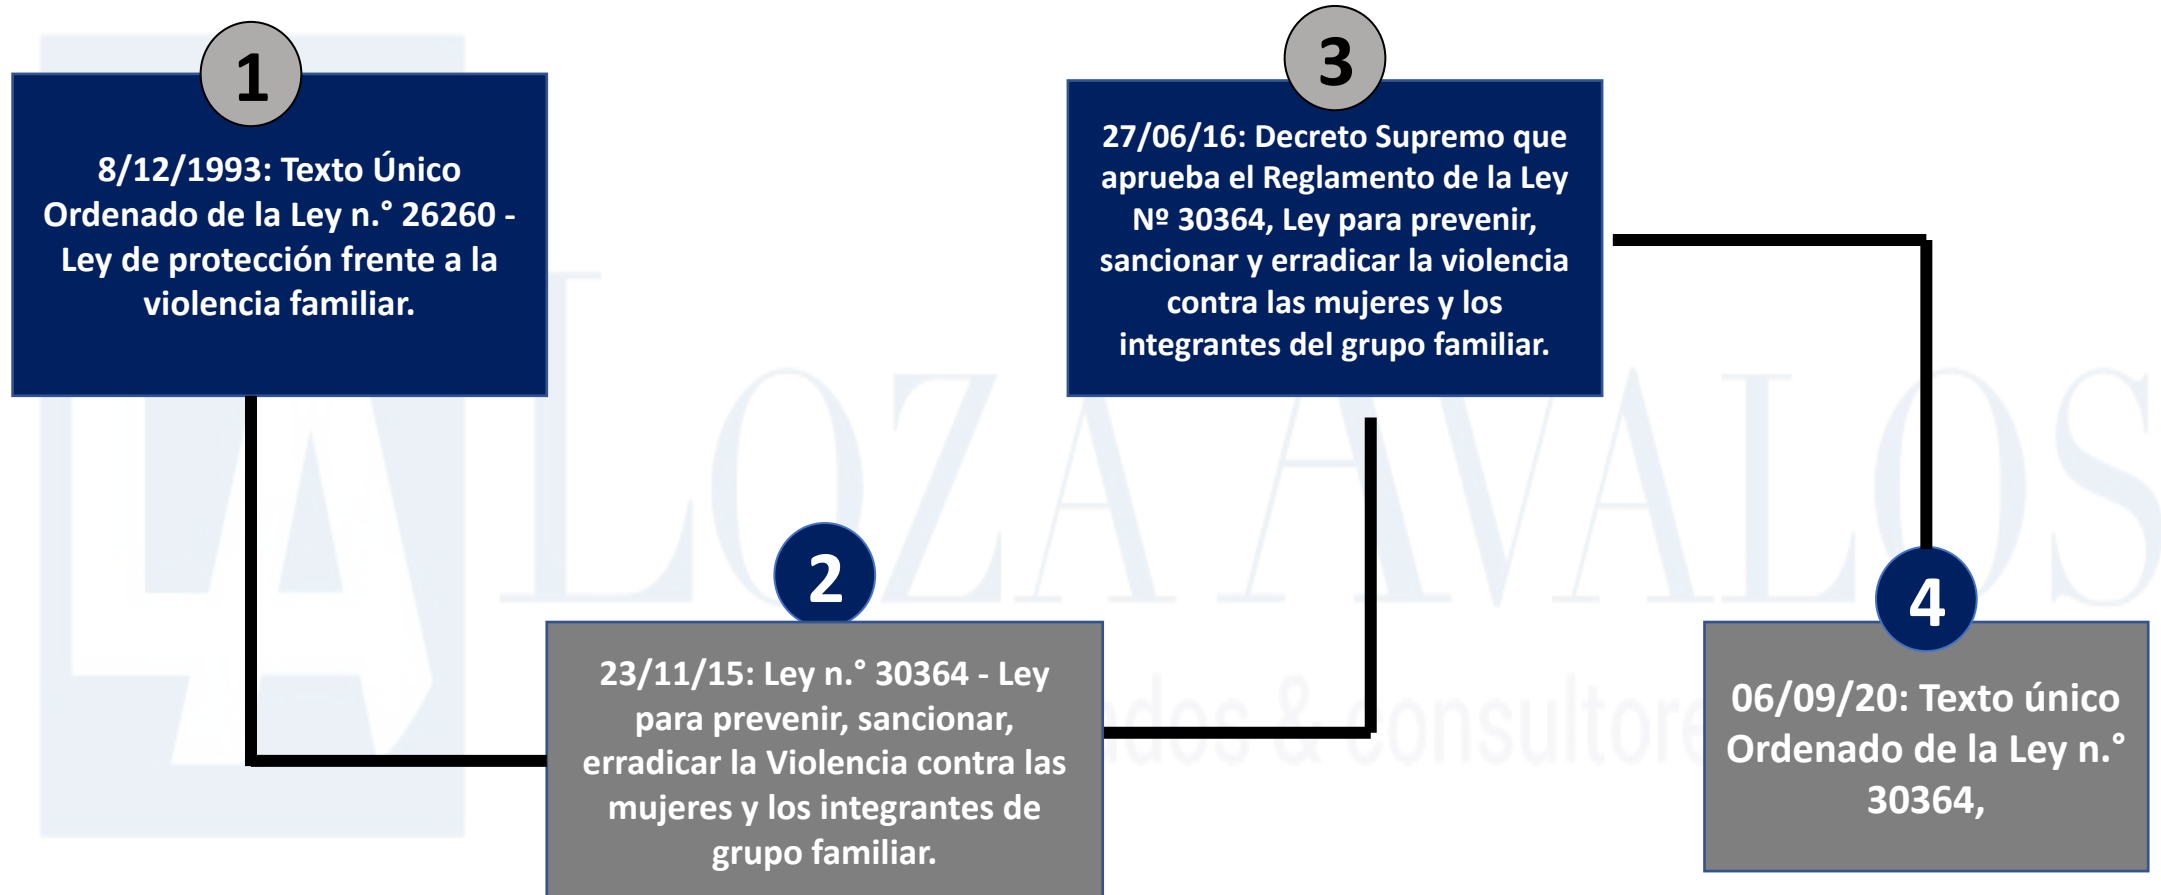 1
8/12/1993: Texto Único
Ordenado de la Ley n.° 26260 -
Ley de protección frente a la
violencia familiar.
2
23/11/15: Ley n.° 30364 - Ley
para prevenir, sancionar,
erradicar la Violencia contra las
mujeres y los integrantes de
grupo familiar.
3
27/06/16: Decreto Supremo que
aprueba el Reglamento de la Ley
Nº 30364, Ley para prevenir,
sancionar y erradicar la violencia
contra las mujeres y los
integrantes del grupo familiar.
4
06/09/20: Texto único
Ordenado de la Ley n.°
30364,
LA LOZA AVALOS
&